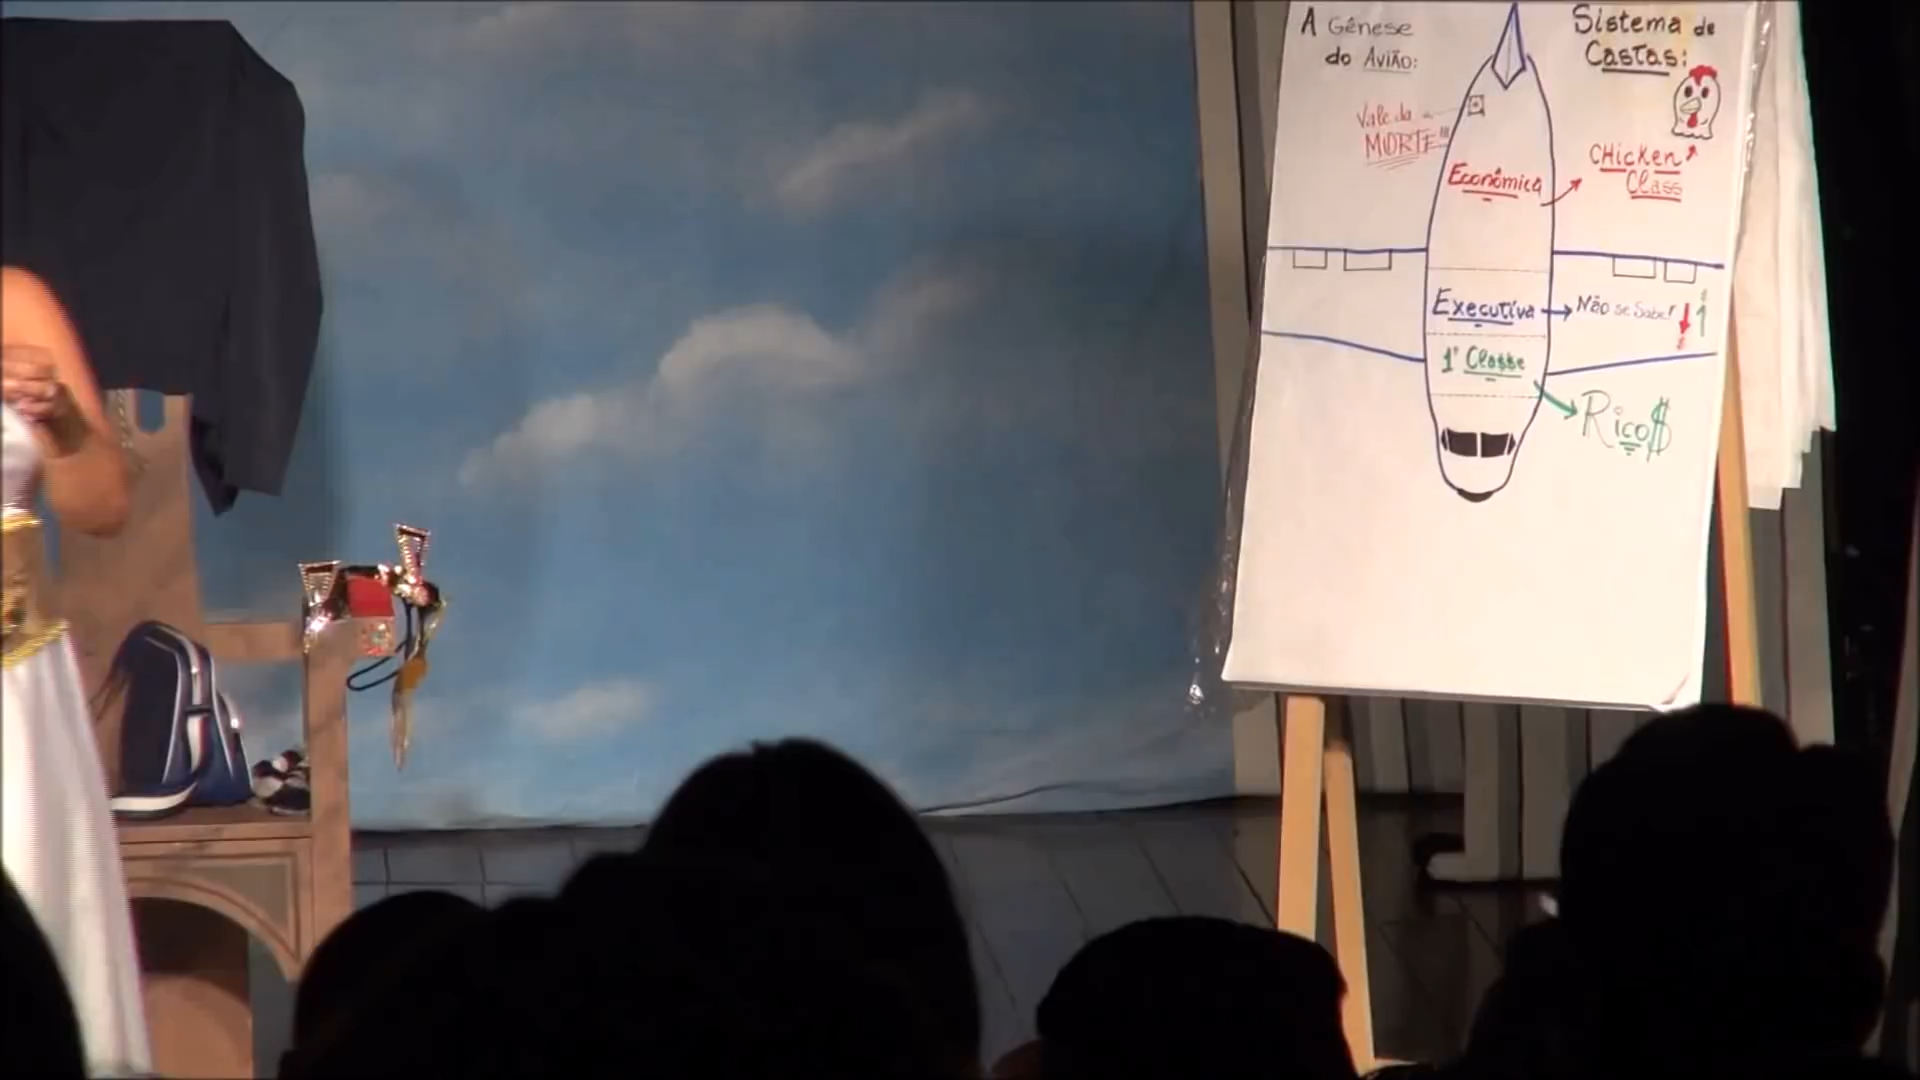 A Gênese
do Avião:
Sistema de
Castas:
Vale da
MORTE!!!
Econômica
CHicken
Class
Executiva
Não se Sabe!
1ª Classe
Rico$